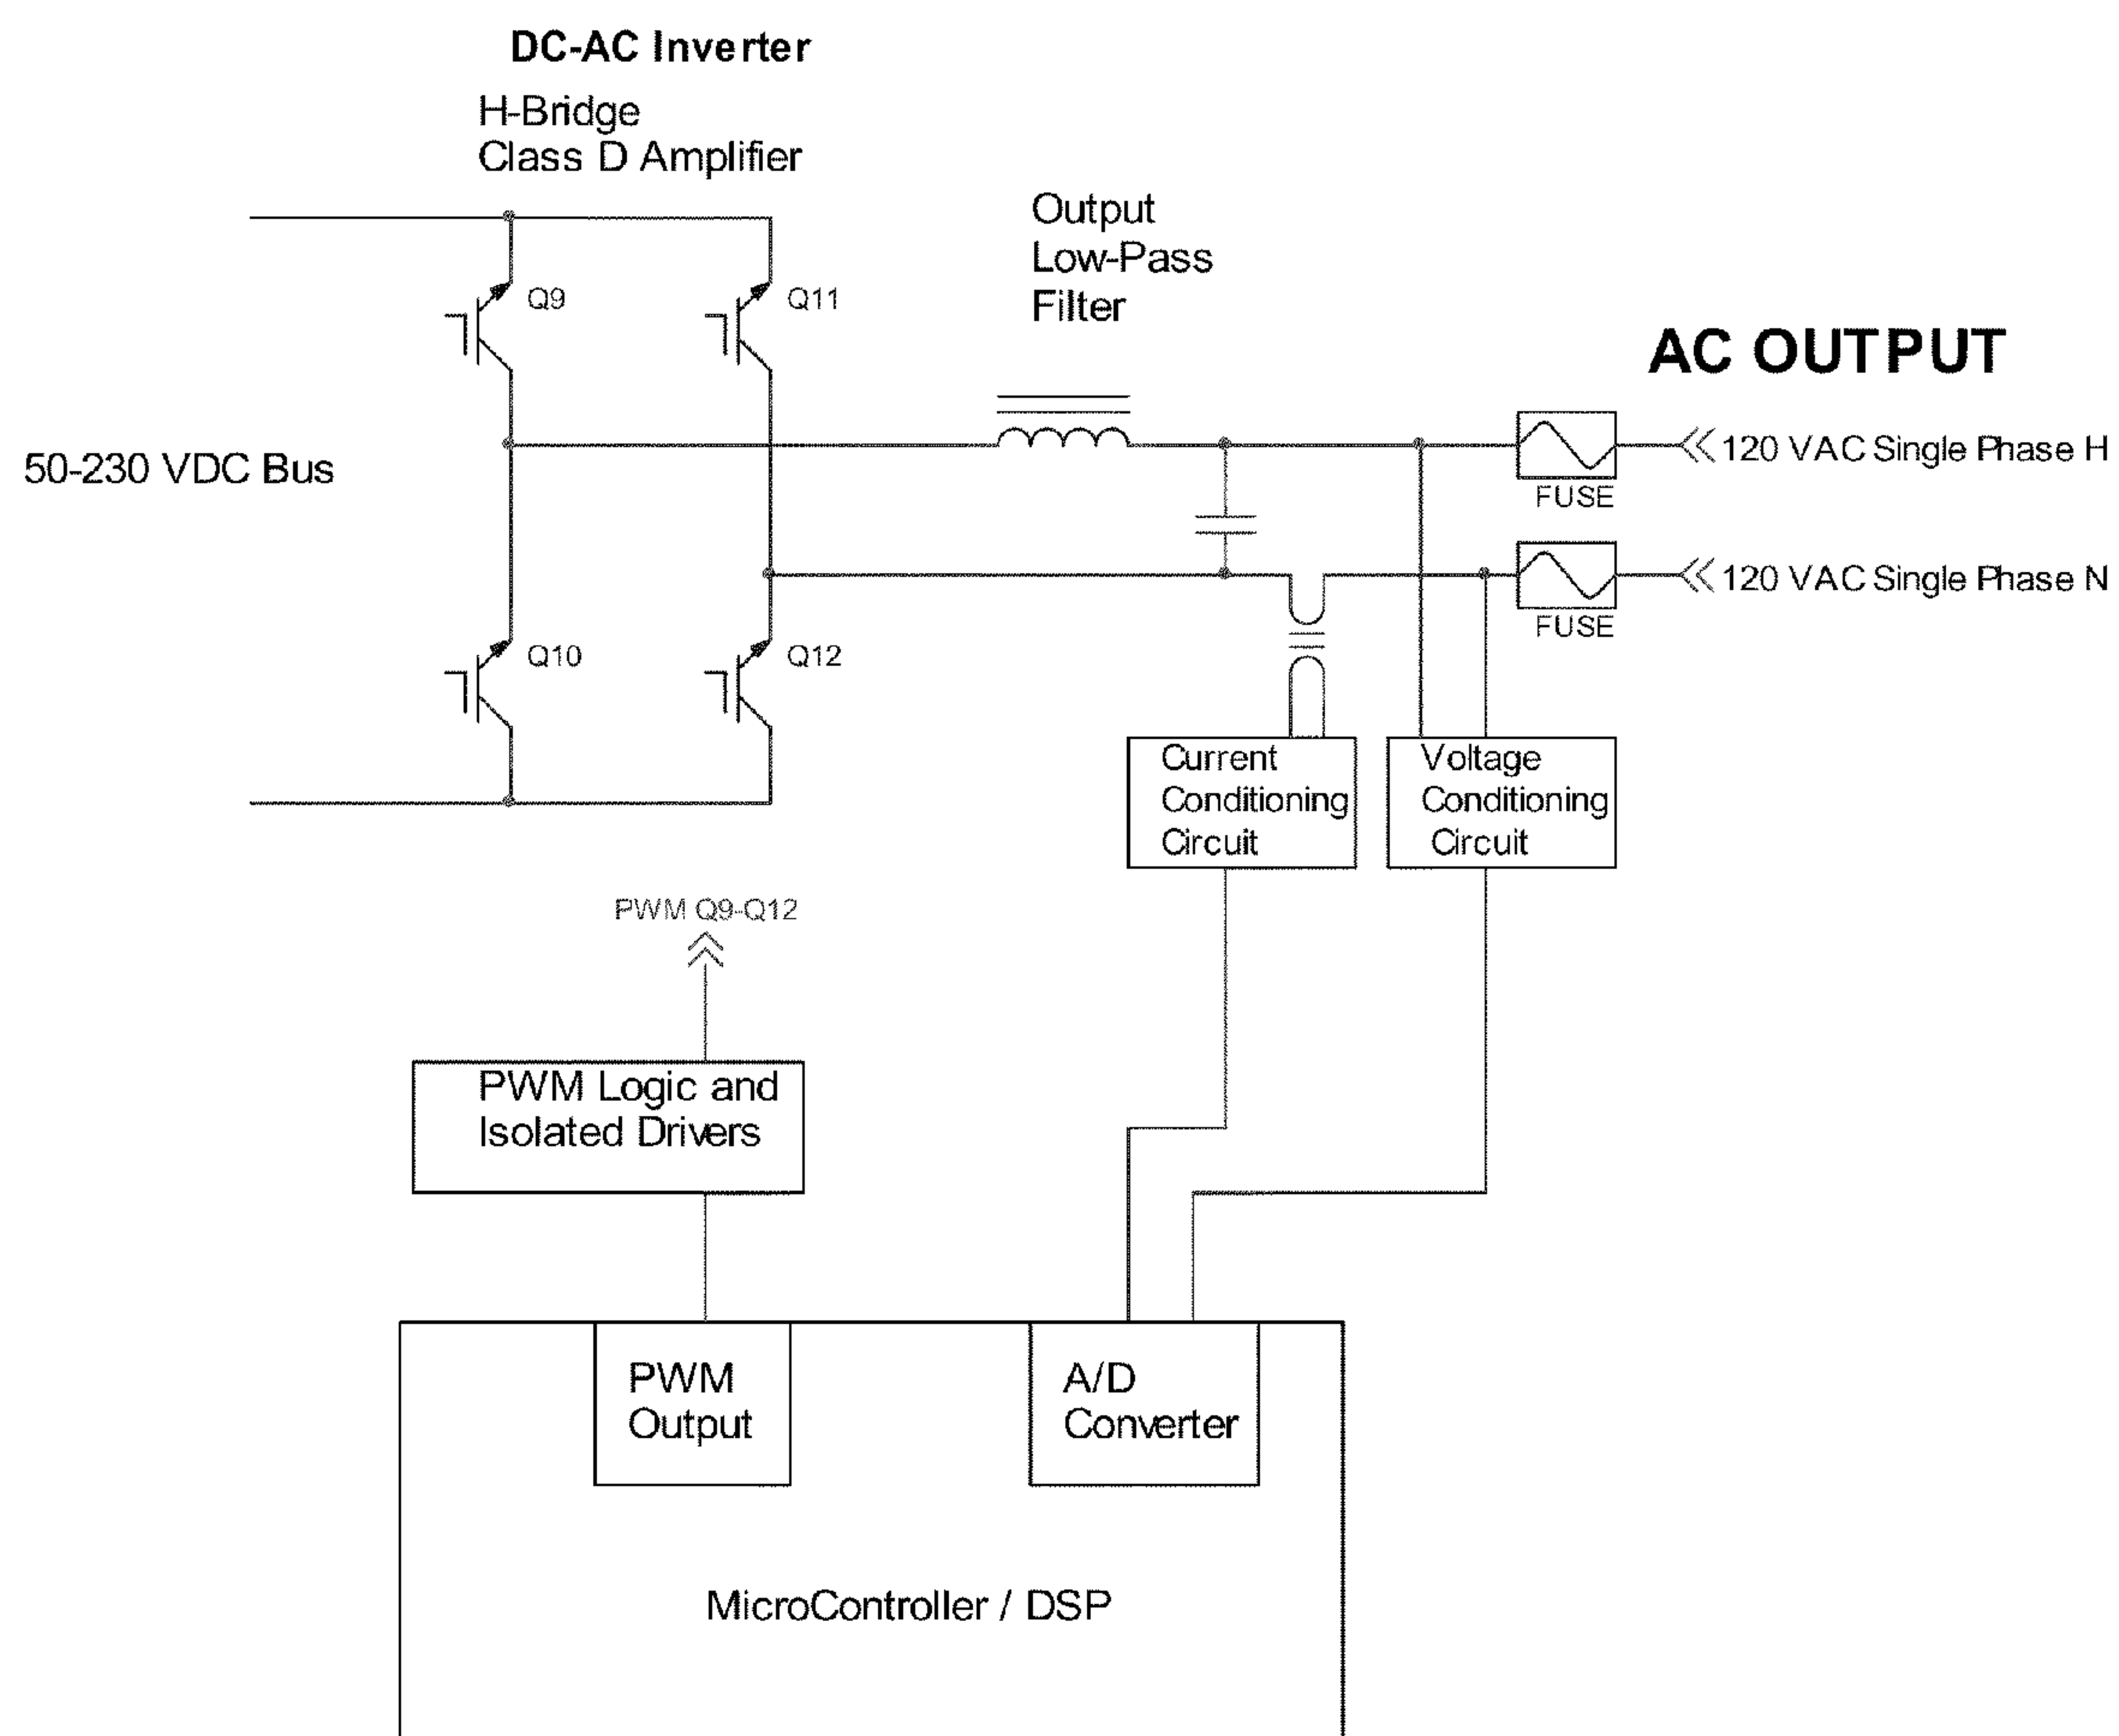 DC-AC Inverter
H-Bridge
Class D Amplifier
Output
Low-Pass
Filter
Q9
Q11
AC OUTPUT
50-230 VDC Bus
120 VAC Single Phase H
FUSE
120 VAC Single Phase N
FUSE
Q10
Q12
Current
Conditioning
Circuit
Voltage
Conditioning
Circuit
PWM Q9-Q12
PWM Logic and
Isolated Drivers
PWM
Output
A/D
Converter
MicroController / DSP